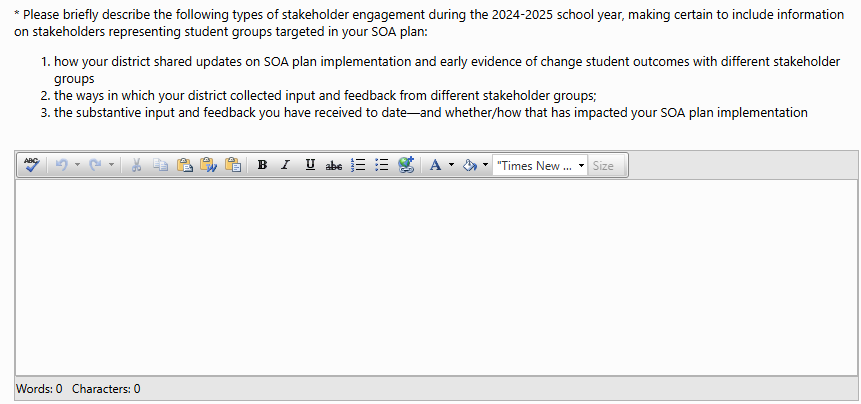 * Please briefly describe the following types of stakeholder engagement during the 2024-2025 school year, making certain to include information
on stakeholders representing student groups targeted in your SOA plan:
1. how your district shared updates on SOA plan implementation and early evidence of change student outcomes with different stakeholder
groups
2. the ways in which your district collected input and feedback from different stakeholder groups;
3. the substantive input and feedback you have received to date—and whether/how that has impacted your SOA plan implementation
ABC B I U abc A "Times New ... Size
Words: 0 Characters: 0